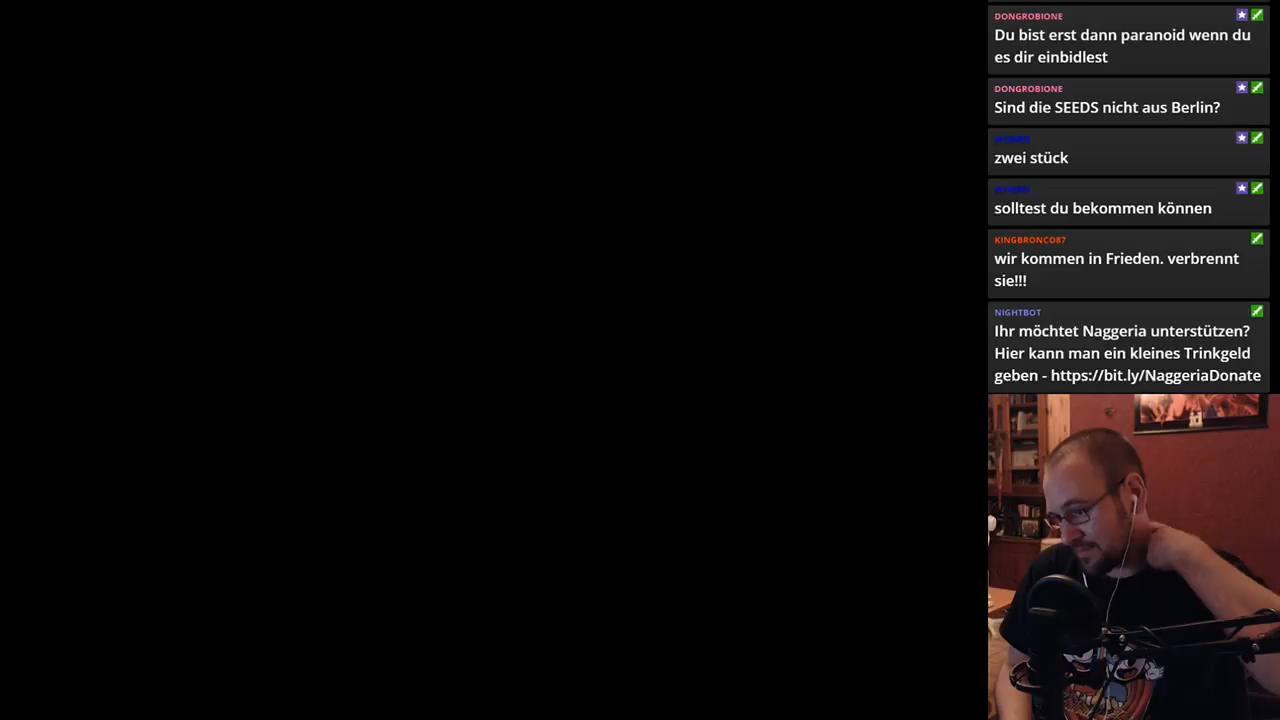 DONGROBIONE
Du bist erst dann paranoid wenn du
es dir einbidlest
DONGROBIONE
Sind die SEEDS nicht aus Berlin?
zwei stück
solltest du bekommen können
KINGBRONCO87
wir kommen in Frieden. verbrennt
sie!!!
NIGHTBOT
Ihr möchtet Naggeria unterstützen?
Hier kann man ein kleines Trinkgeld
geben - https://bit.ly/NaggeriaDonate